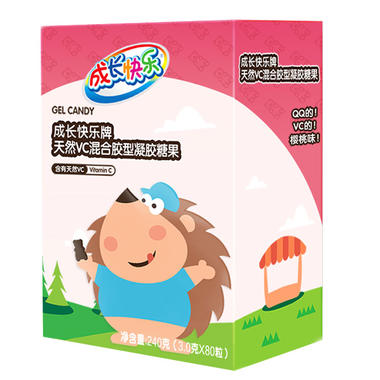 成长快乐
GEL CANDY
成长快乐牌
天然VC混合胶型凝胶糖果
含有天然VC
Vitamin C
净含量:240克(3.0克X80粒)
成长快乐牌
天然VC混合胶型凝胶糖果
QQ的!
VC的!
樱桃味!